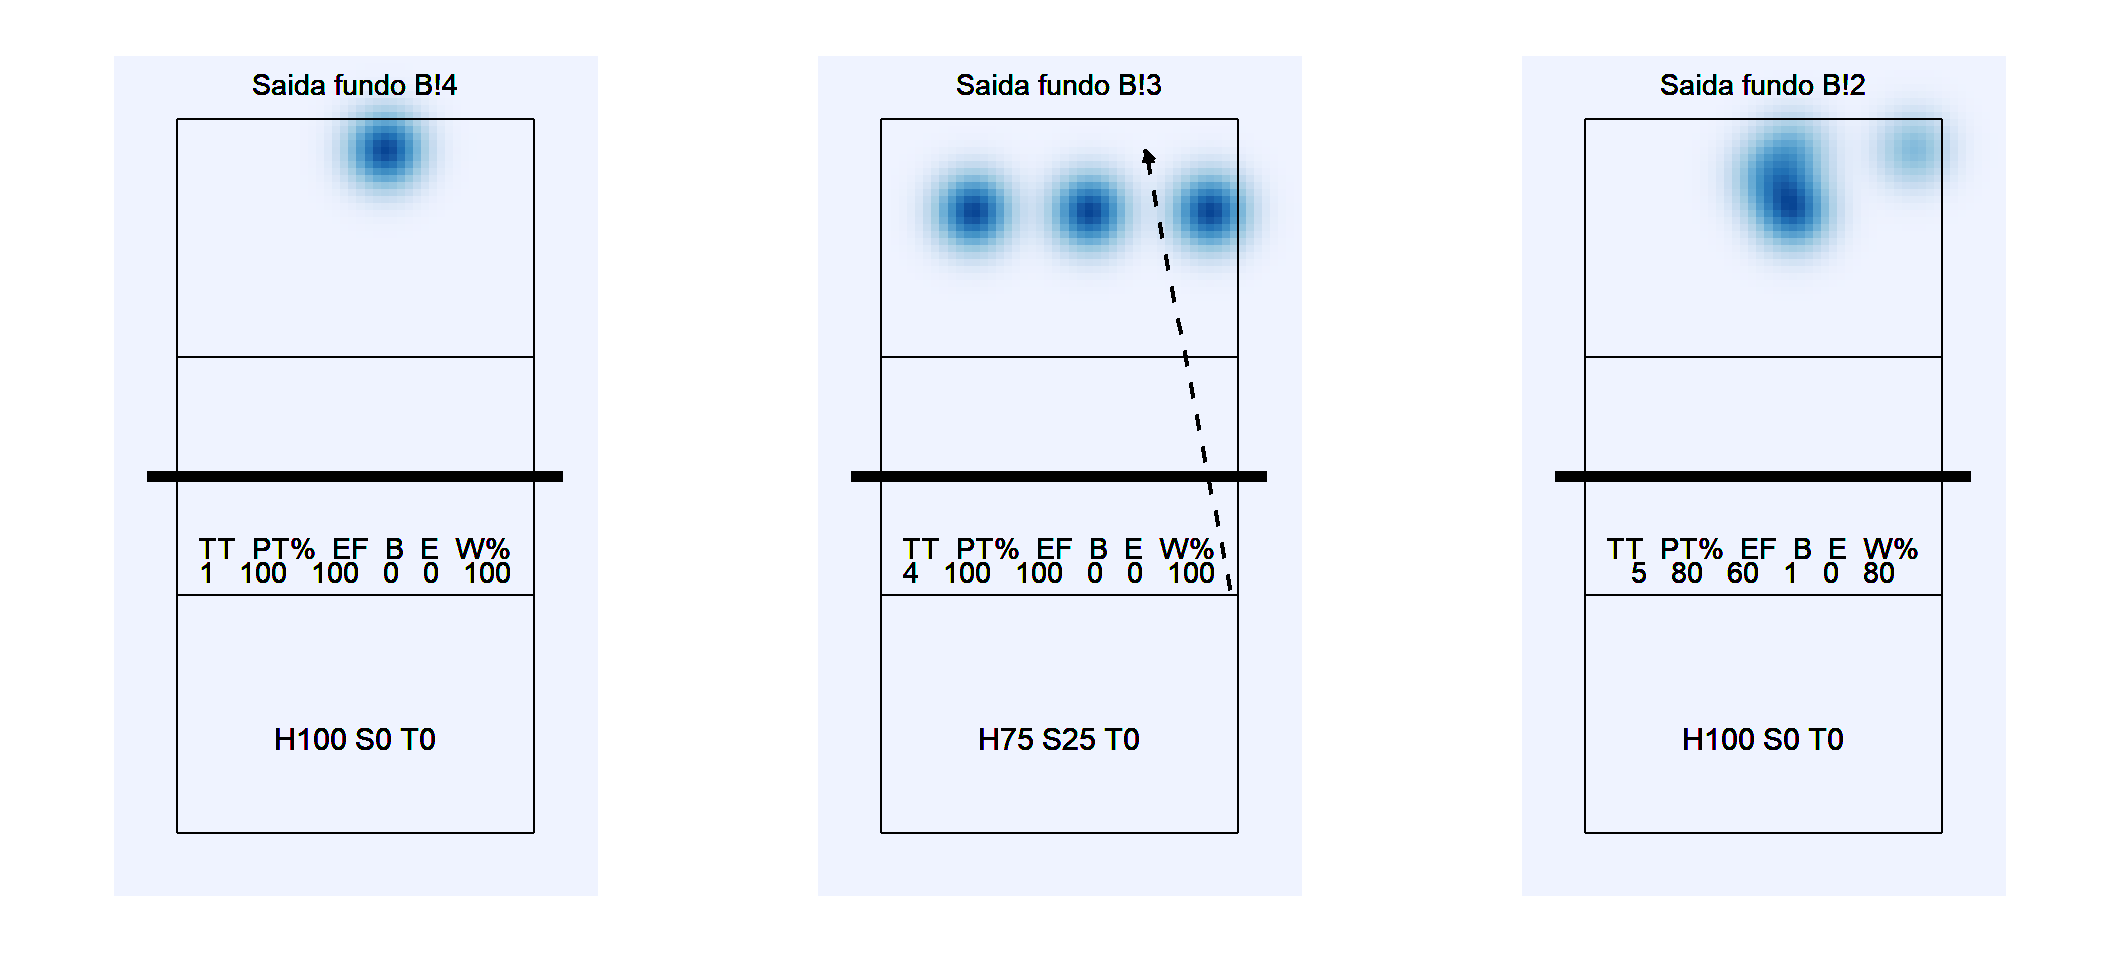 Saida fundo B!4
TT PT% EF B E W%
1 100 100 0 0 100
H100 S0 T0
Saida fundo B!3
TT PT% EF B E W%
4 100 100 0 0 100
H75 S25 T0
Saida fundo B!2
TT PT% EF B E W%
5 80 60 1 0 80
H100 S0 T0